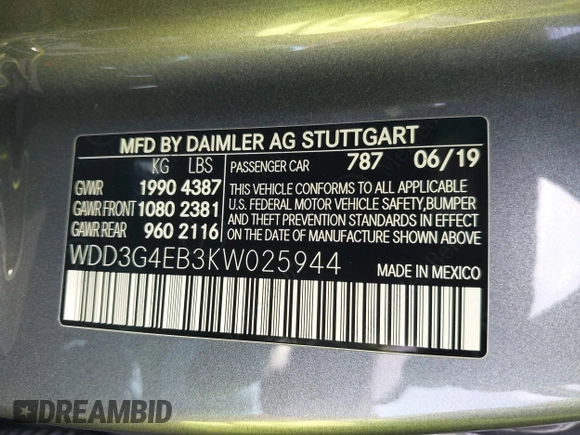 MFD BY DAIMLER AG STUTTGART
KG LBS PASSENGER CAR 787 06/19
GVWR 1990 4387 THIS VEHICLE CONFORMS TO ALL APPLICABLE
GAWR FRONT 1080 2381 U.S. FEDERAL MOTOR VEHICLE SAFETY,BUMPER
GAWR REAR 960 2116 AND THEFT PREVENTION STANDARDS IN EFFECT
ON THE DATE OF MANUFACTURE SHOWN ABOVE.
WDD3G4EB3KW025944 MADE IN MEXICO
DREAMBID